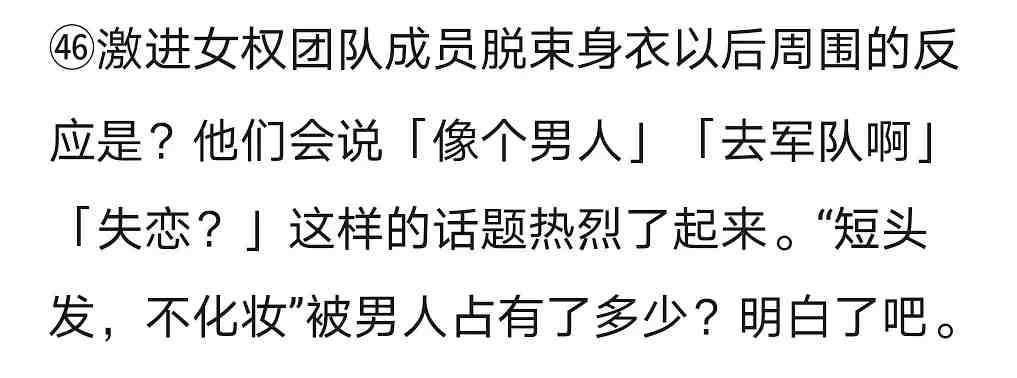 ㊻激进女权团队成员脱束身衣以后周围的反
应是？他们会说「像个男人」「去军队啊」
「失恋？」这样的话题热烈了起来。“短头
发，不化妆”被男人占有了多少？明白了吧。